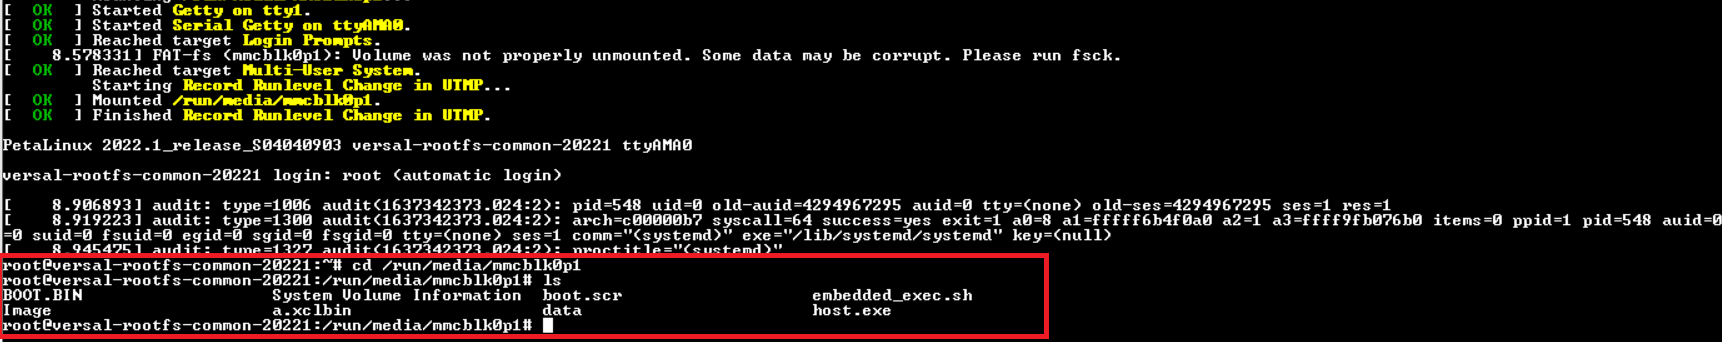 [  OK  ] Started Getty on tty1.
[  OK  ] Started Serial Getty on ttyAMA0.
[  OK  ] Reached target Login Prompts.
[    8.578331] FAT-fs (mmcblk0p1): Volume was not properly unmounted. Some data may be corrupt. Please run fsck.
[  OK  ] Reached target Multi-User System.
         Starting Record Runlevel Change in UTMP...
[  OK  ] Mounted /run/media/mmcblk0p1.
[  OK  ] Finished Record Runlevel Change in UTMP.
PetaLinux 2022.1_release_S04040903 versal-rootfs-common-20221 ttyAMA0
versal-rootfs-common-20221 login: root (automatic login)
[    8.906893] audit: type=1006 audit(1637342373.024:2): pid=548 uid=0 old-auid=4294967295 auid=0 tty=(none) old-ses=4294967295 ses=1 res=1
[    8.919223] audit: type=1300 audit(1637342373.024:2): arch=c00000b7 syscall=64 success=yes exit=1 a0=8 a1=fffff6b4f0a0 a2=1 a3=ffff9fb076b0 items=0 ppid=1 pid=548 auid=0
=0 suid=0 fsuid=0 egid=0 sgid=0 fsgid=0 tty=(none) ses=1 comm="(systemd)" exe="/lib/systemd/systemd" key=(null)
[    8.945475] audit: type=1327 audit(1637342373.024:2): proctitle="(systemd)"
root@versal-rootfs-common-20221:~# cd /run/media/mmcblk0p1
root@versal-rootfs-common-20221:/run/media/mmcblk0p1# ls
BOOT.BIN                  System Volume Information  boot.scr                  embedded_exec.sh
Image                     a.xclbin                   data                      host.exe
root@versal-rootfs-common-20221:/run/media/mmcblk0p1#